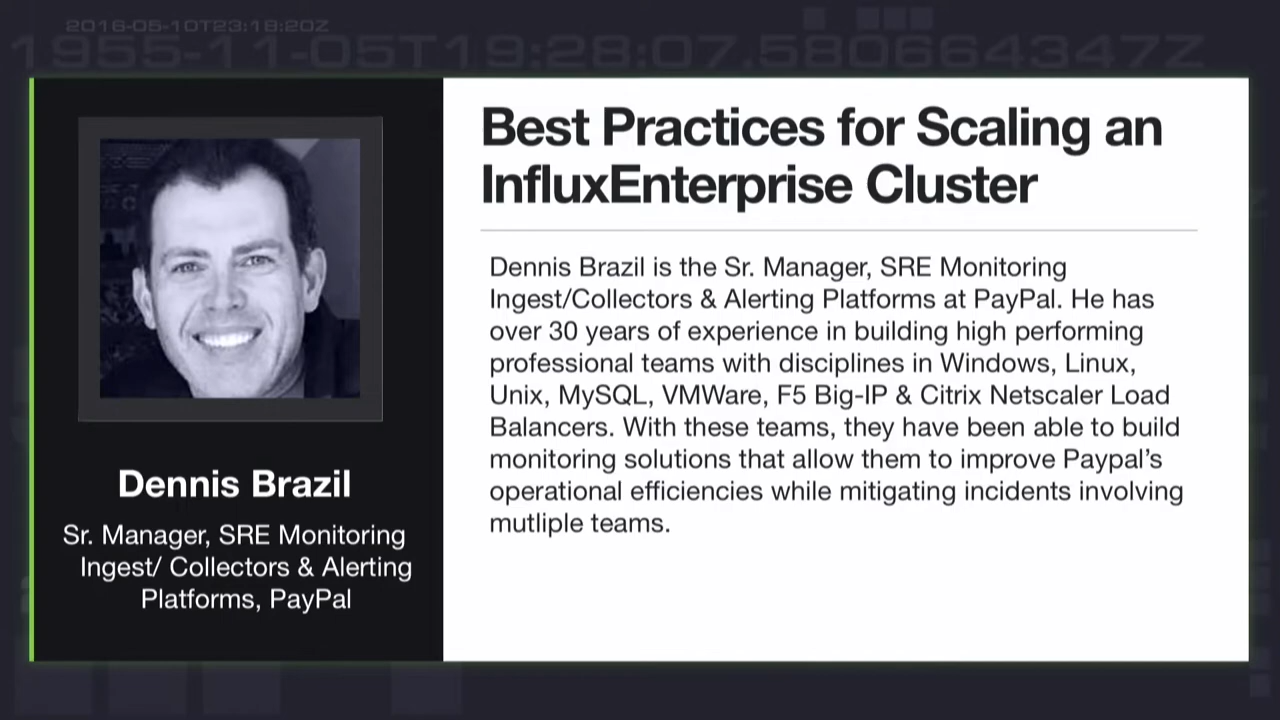 2016-05-10T23:18:20Z
1955-11-05T19:28:07.580664347Z
Best Practices for Scaling an
InfluxEnterprise Cluster
Dennis Brazil is the Sr. Manager, SRE Monitoring
Ingest/Collectors & Alerting Platforms at PayPal. He has
over 30 years of experience in building high performing
professional teams with disciplines in Windows, Linux,
Unix, MySQL, VMWare, F5 Big-IP & Citrix Netscaler Load
Balancers. With these teams, they have been able to build
monitoring solutions that allow them to improve Paypal’s
operational efficiencies while mitigating incidents involving
mutliple teams.
Dennis Brazil
Sr. Manager, SRE Monitoring
Ingest/ Collectors & Alerting
Platforms, PayPal